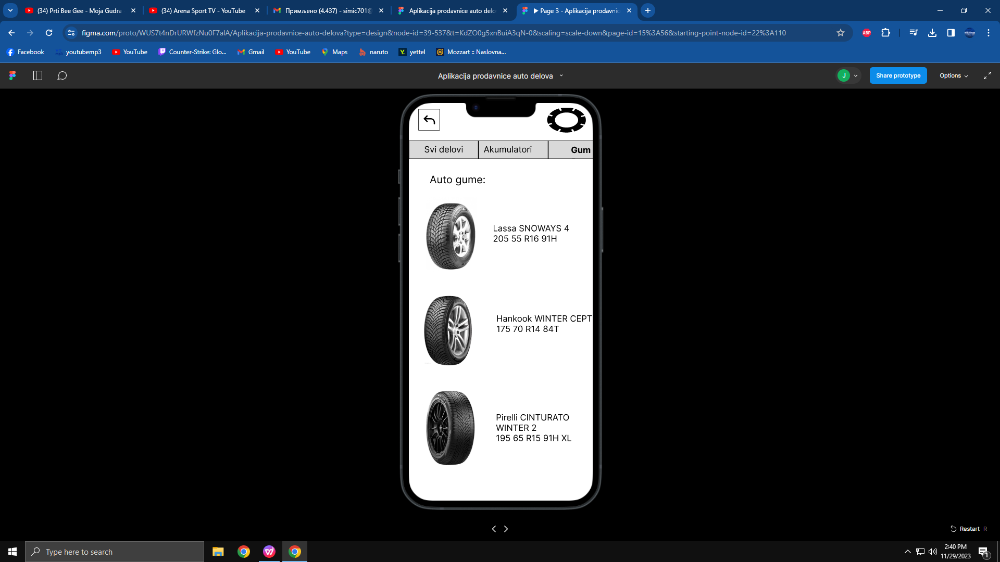 (34) Prti Bee Gee - Moja Gudra
(34) Arena Sport TV - YouTube
Примљено (4.437) - simic701@
Aplikacija prodavnice auto delo
Page 3 - Aplikacija prodavnic
figma.com/proto/WUS7t4nDrURWfzNu0F7alA/Aplikacija-prodavnice-auto-delova?type=design&node-id=39-537&t=KdZO0g5xnBuiA3qN-0&scaling=scale-down&page-id=15%3A56&starting-point-node-id=22%3A110
ABP
Facebook
youtubemp3
YouTube
Counter-Strike: Glo...
Gmail
YouTube
Maps
naruto
yettel
Mozzart :: Naslovna...
Aplikacija prodavnice auto delova
J
Share prototype
Options
Svi delovi
Akumulatori
Gum
Auto gume:
Lassa SNOWAYS 4
205 55 R16 91H
Hankook WINTER CEPT
175 70 R14 84T
Pirelli CINTURATO
WINTER 2
195 65 R15 91H XL
Restart R
Type here to search
2:40 PM
11/29/2023
1